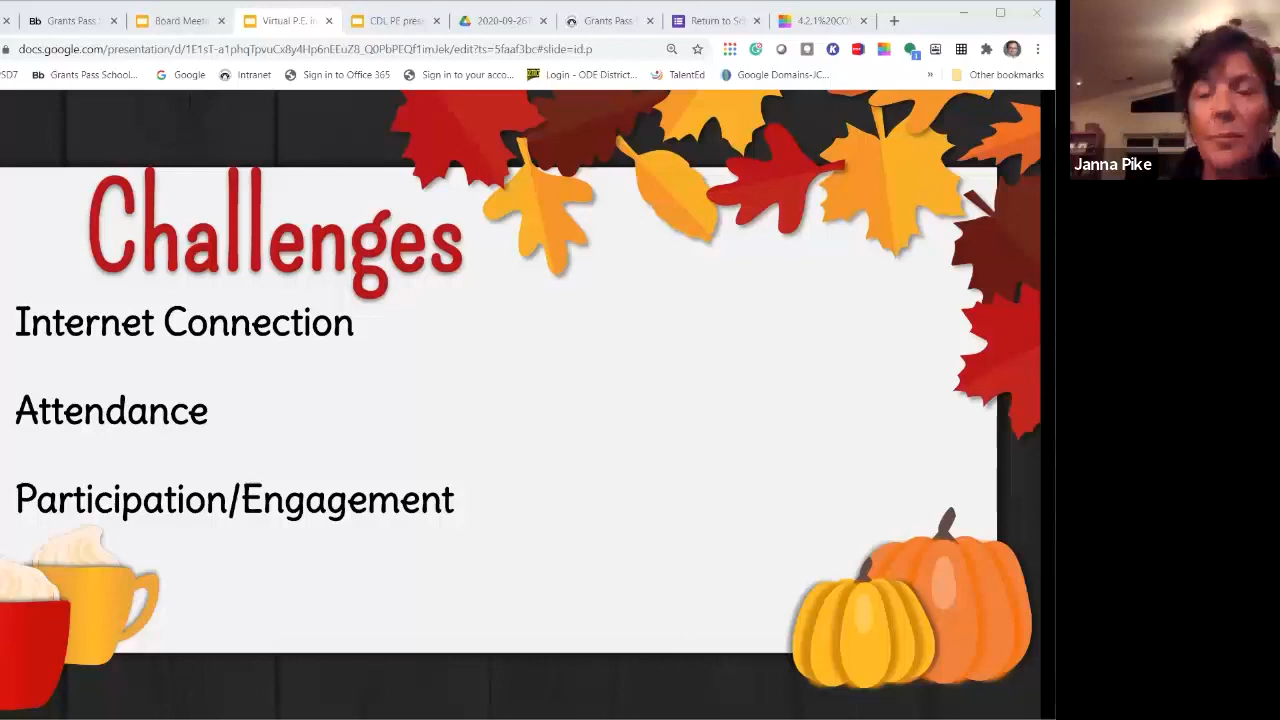 Grants Pass
Board Meeti
Virtual P.E. in
CDL PE pres
2020-09-26
Grants Pass
Return to Sc
4.2.1%20CO
docs.google.com/presentation/d/
/edit?ts=5faaf3bc#slide=id.p
SD7
Bb Grants Pass School...
Google
Intranet
Sign in to Office 365
Sign in to your acco...
Login - ODE District...
TalentEd
Google Domains-JC...
»
Other bookmarks
Janna Pike
Challenges
Internet Connection
Attendance
Participation/Engagement